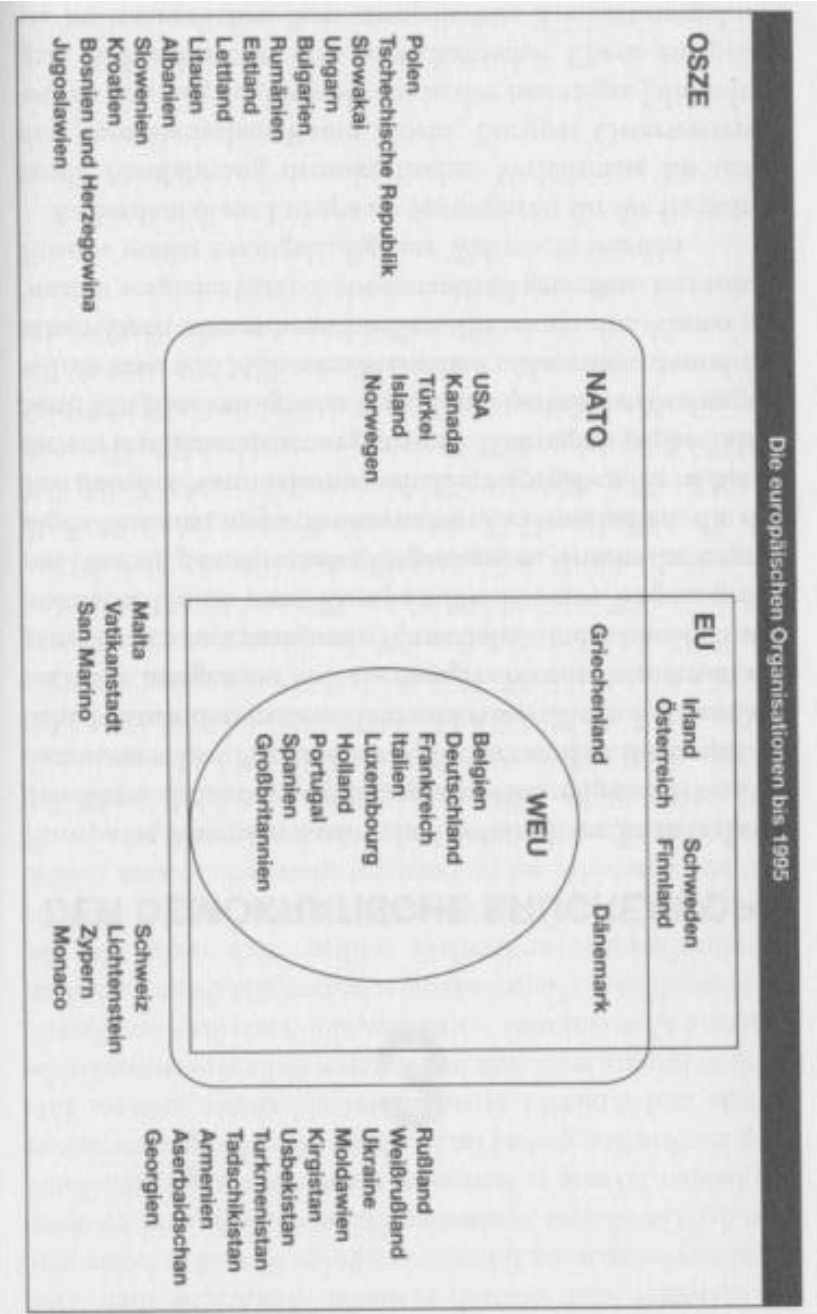 Die europäischen Organisationen bis 1995
OSZE
EU
Irland
Österreich
Schweden
Finnland
NATO
Griechenland
Dänemark
USA
Kanada
Türkei
Island
Norwegen
WEU
Belgien
Deutschland
Frankreich
Italien
Luxembourg
Holland
Portugal
Spanien
Großbrittannien
Polen
Tschechische Republik
Slowakai
Ungarn
Bulgarien
Rumänien
Estland
Lettland
Litauen
Albanien
Slowenien
Kroatien
Bosnien und Herzegowina
Jugoslawien
Malta
Vatikanstadt
San Marino
Schweiz
Lichtenstein
Zypern
Monaco
Rußland
Weißrußland
Ukraine
Moldawien
Kirgistan
Usbekistan
Turkmenistan
Tadschikistan
Armenien
Aserbaidschan
Georgien